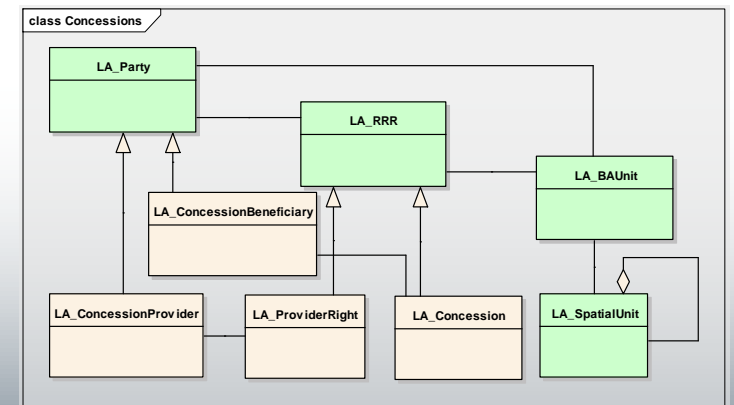 class Concessions
LA_Party
LA_RRR
LA_BAUnit
LA_ConcessionBeneficiary
LA_ConcessionProvider
LA_ProviderRight
LA_Concession
LA_SpatialUnit